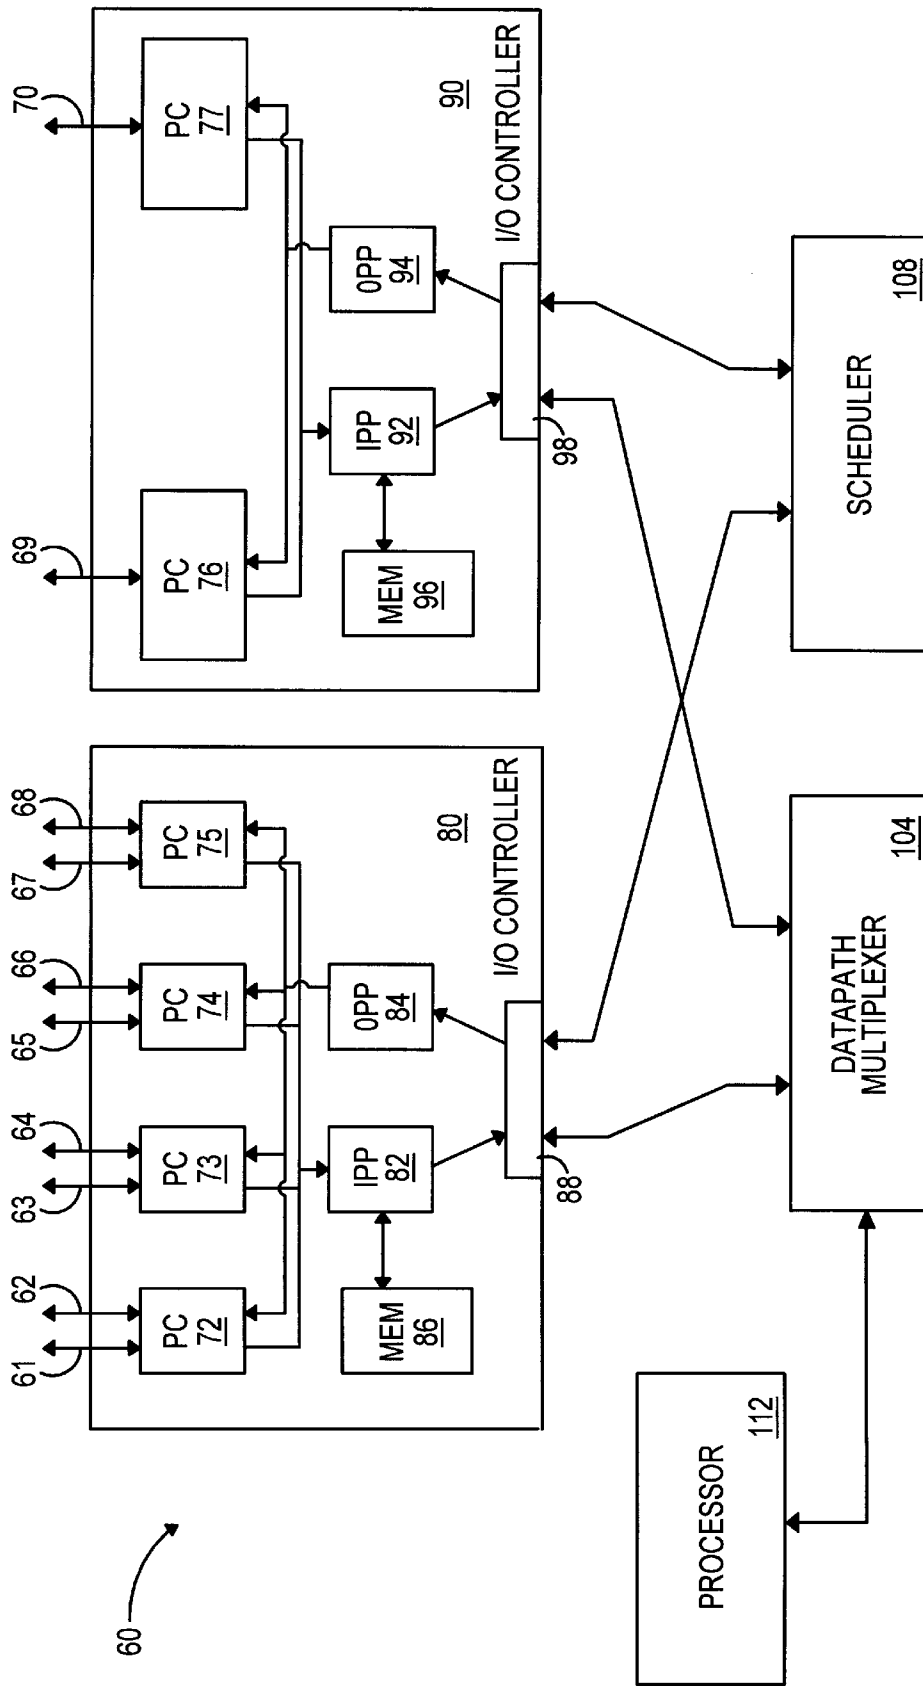 60
61
62
63
64
65
66
67
68
69
70
PC
72
PC
73
PC
74
PC
75
PC
76
PC
77
MEM
86
IPP
82
0PP
84
80
I/O CONTROLLER
88
MEM
96
IPP
92
0PP
94
90
I/O CONTROLLER
98
PROCESSOR
112
DATAPATH
MULTIPLEXER
104
SCHEDULER
108